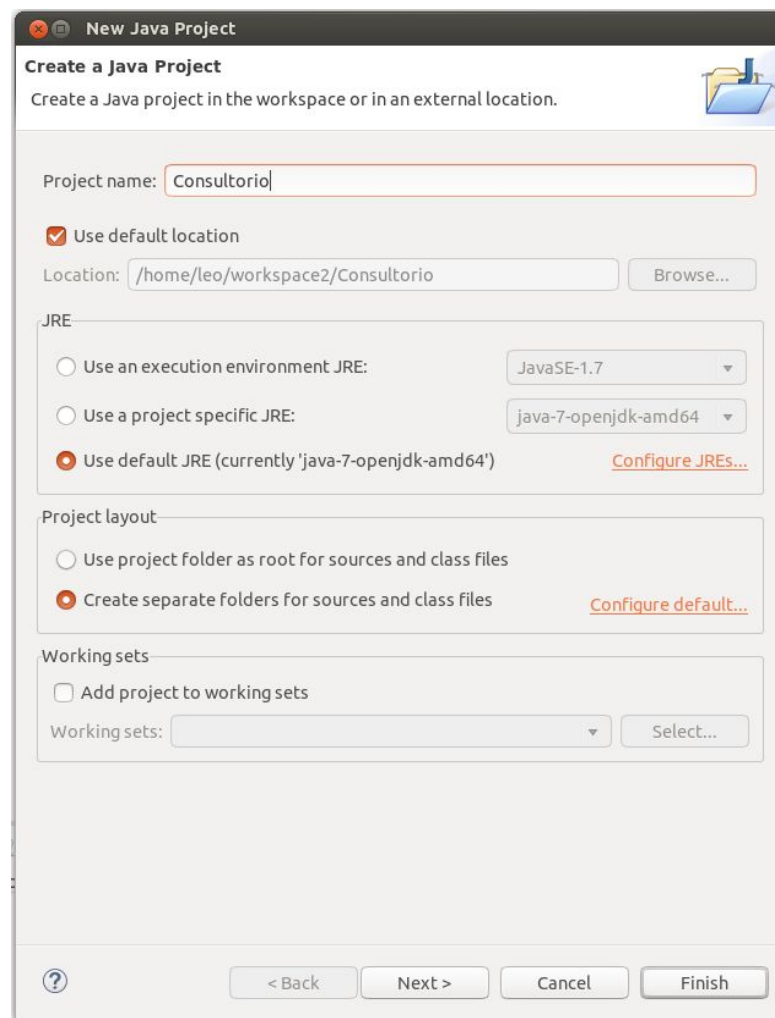 New Java Project
Create a Java Project
Create a Java project in the workspace or in an external location.
Project name: Consultorio
Use default location
Location: /home/leo/workspace2/Consultorio Browse...
JRE
Use an execution environment JRE: JavaSE-1.7
Use a project specific JRE: java-7-openjdk-amd64
Use default JRE (currently 'java-7-openjdk-amd64') Configure JREs...
Project layout
Use project folder as root for sources and class files
Create separate folders for sources and class files Configure default...
Working sets
Add project to working sets
Working sets: Select...
? < Back Next > Cancel Finish